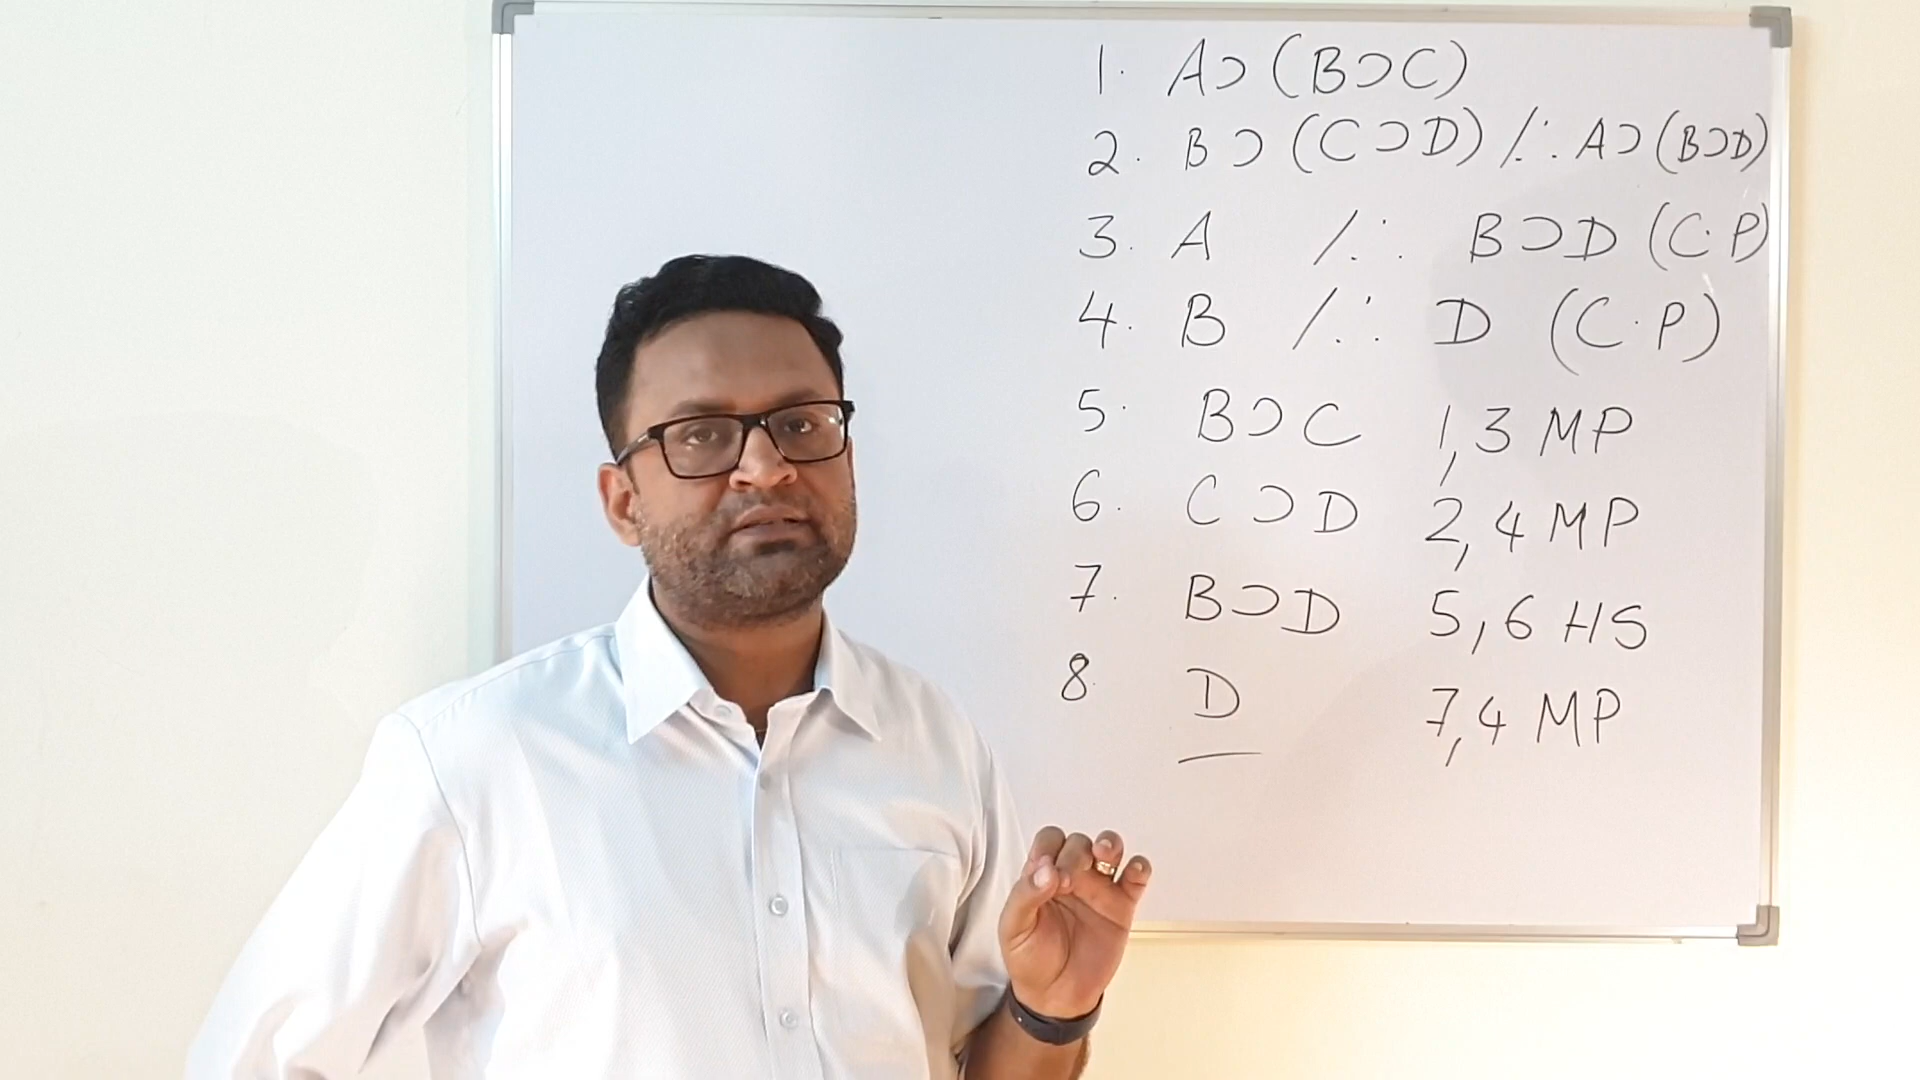 1. A⊃(B⊃C)
2. B⊃(C⊃D) /∴ A⊃(B⊃D)
3. A /∴ B⊃D (C.P)
4. B /∴ D (C.P)
5. B⊃C 1,3 MP
6. C⊃D 2,4 MP
7. B⊃D 5,6 HS
8. D 7,4 MP